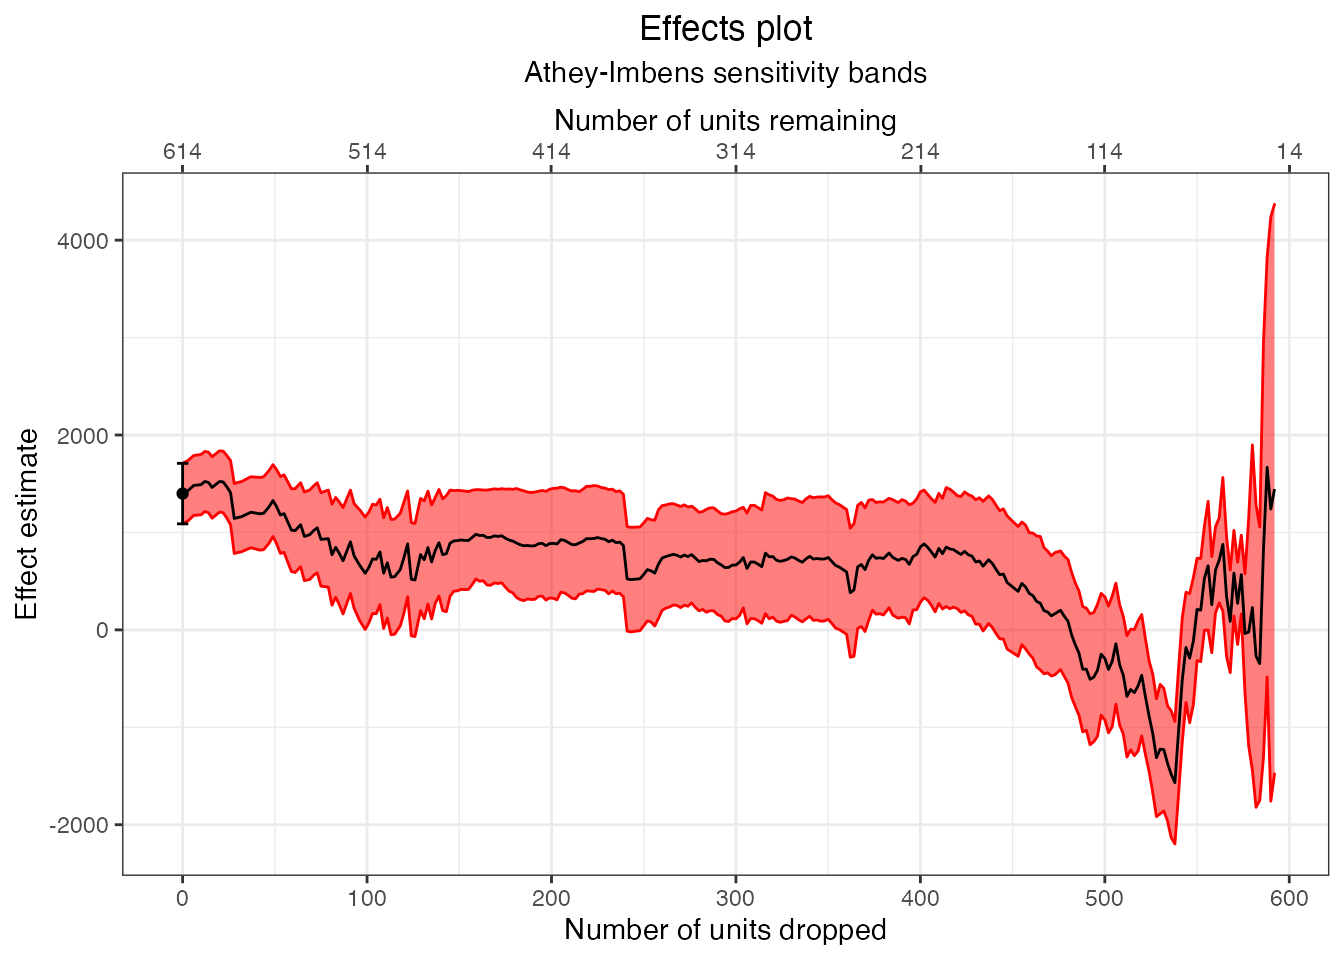 Effects plot
Athey-Imbens sensitivity bands
Number of units remaining
614 514 414 314 214 114 14
Effect estimate
4000
2000
0
-2000
0 100 200 300 400 500 600
Number of units dropped